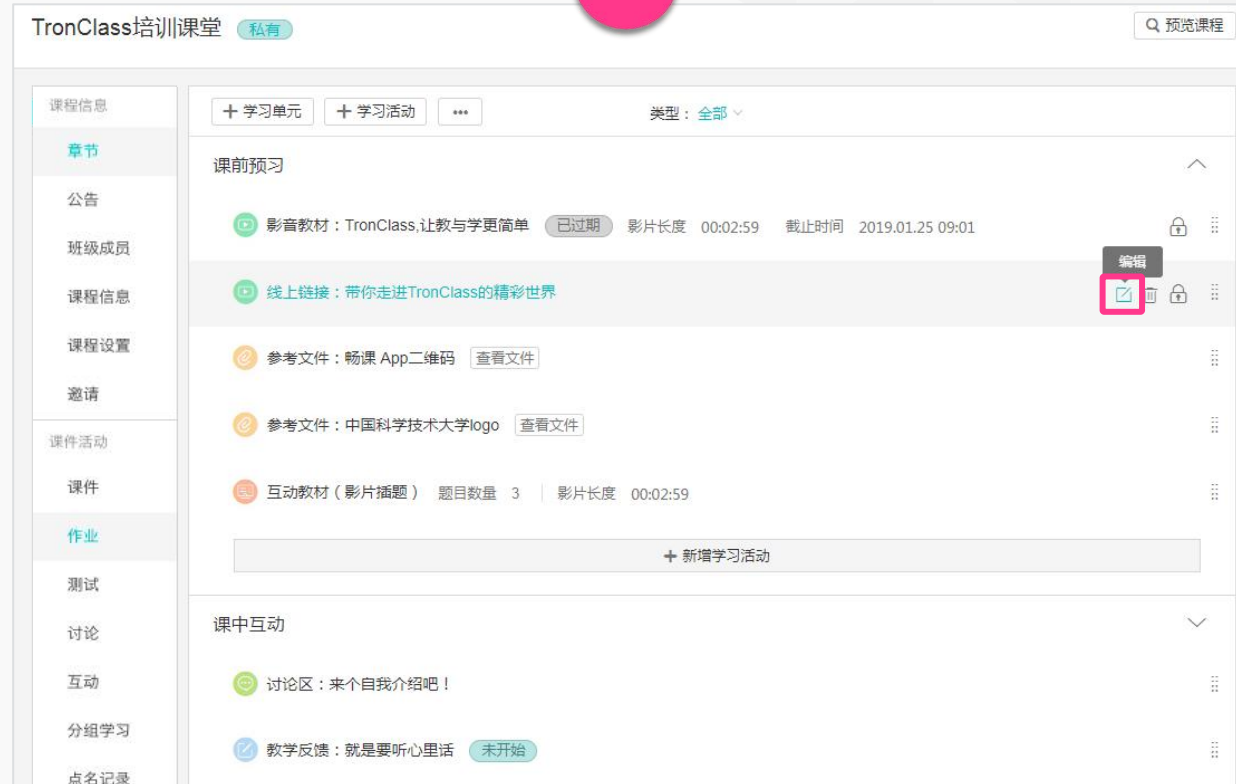 TronClass培训课堂 私有
预览课程
课程信息
章节
公告
班级成员
课程信息
课程设置
邀请
课件活动
课件
作业
测试
讨论
互动
分组学习
点名记录
+ 学习单元 + 学习活动 ••• 类型：全部
课前预习
影音教材：TronClass,让教与学更简单 已过期 影片长度 00:02:59 截止时间 2019.01.25 09:01
编辑
线上链接：带你走进TronClass的精彩世界
参考文件：畅课 App二维码 查看文件
参考文件：中国科学技术大学logo 查看文件
互动教材（影片插题） 题目数量 3 影片长度 00:02:59
+ 新增学习活动
课中互动
讨论区：来个自我介绍吧！
教学反馈：就是要听心里话 未开始